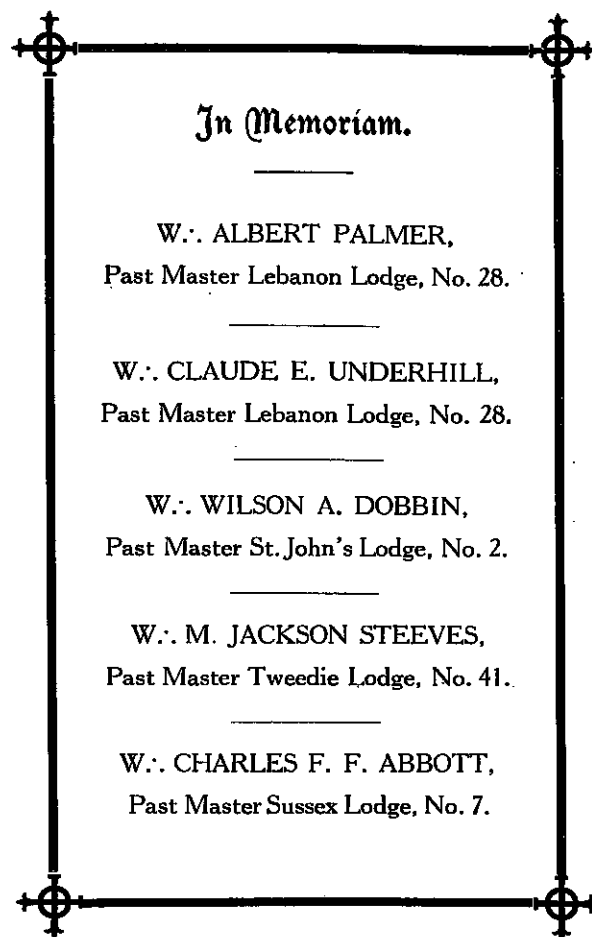 In Memoriam.
W.·. ALBERT PALMER,
Past Master Lebanon Lodge, No. 28.
W.·. CLAUDE E. UNDERHILL,
Past Master Lebanon Lodge, No. 28.
W.·. WILSON A. DOBBIN,
Past Master St. John's Lodge, No. 2.
W.·. M. JACKSON STEEVES,
Past Master Tweedie Lodge, No. 41.
W.·. CHARLES F. F. ABBOTT,
Past Master Sussex Lodge, No. 7.